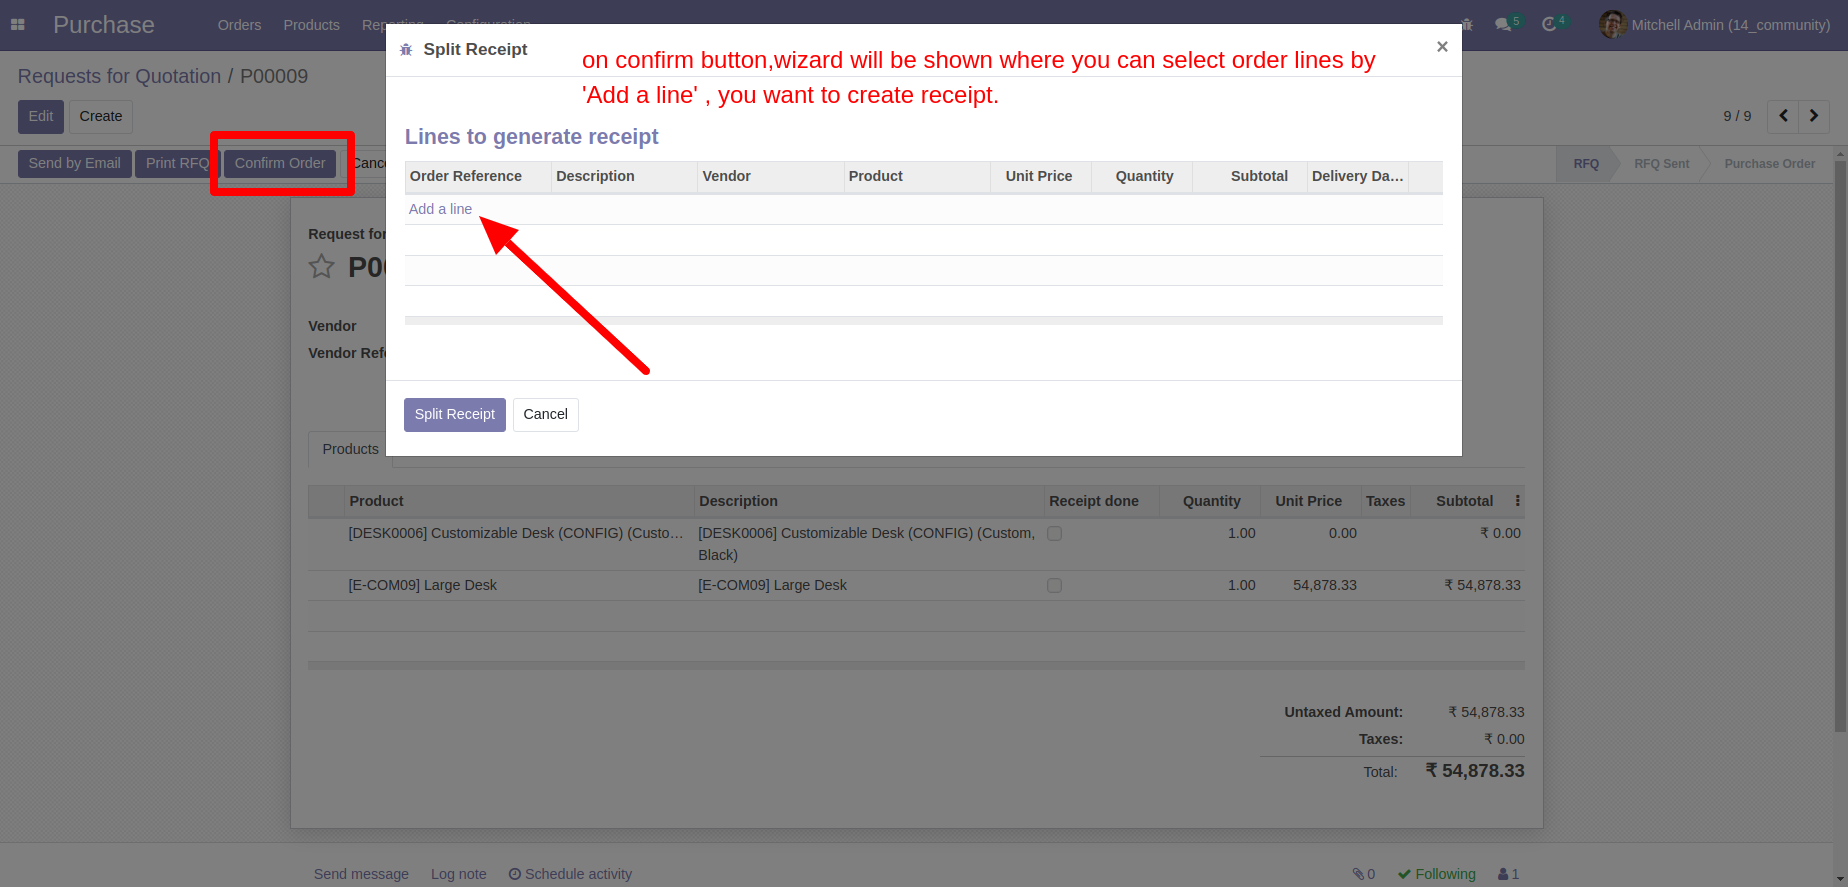 Purchase Orders Products Reporting Configuration 5 4 Mitchell Admin (14_community)
Split Receipt ×
on confirm button,wizard will be shown where you can select order lines by
'Add a line' , you want to create receipt.
Requests for Quotation / P00009
Edit Create 9 / 9
Lines to generate receipt
Send by Email Print RFQ Confirm Order Cance RFQ RFQ Sent Purchase Order
Order Reference Description Vendor Product Unit Price Quantity Subtotal Delivery Da...
Add a line
Request for
P00
Vendor
Vendor Refe
Split Receipt Cancel
Products
Product Description Receipt done Quantity Unit Price Taxes Subtotal
[DESK0006] Customizable Desk (CONFIG) (Custo... [DESK0006] Customizable Desk (CONFIG) (Custom, 1.00 0.00 ₹ 0.00
Black)
[E-COM09] Large Desk [E-COM09] Large Desk 1.00 54,878.33 ₹ 54,878.33
Untaxed Amount: ₹ 54,878.33
Taxes: ₹ 0.00
Total: ₹ 54,878.33
Send message Log note Schedule activity 0 Following 1